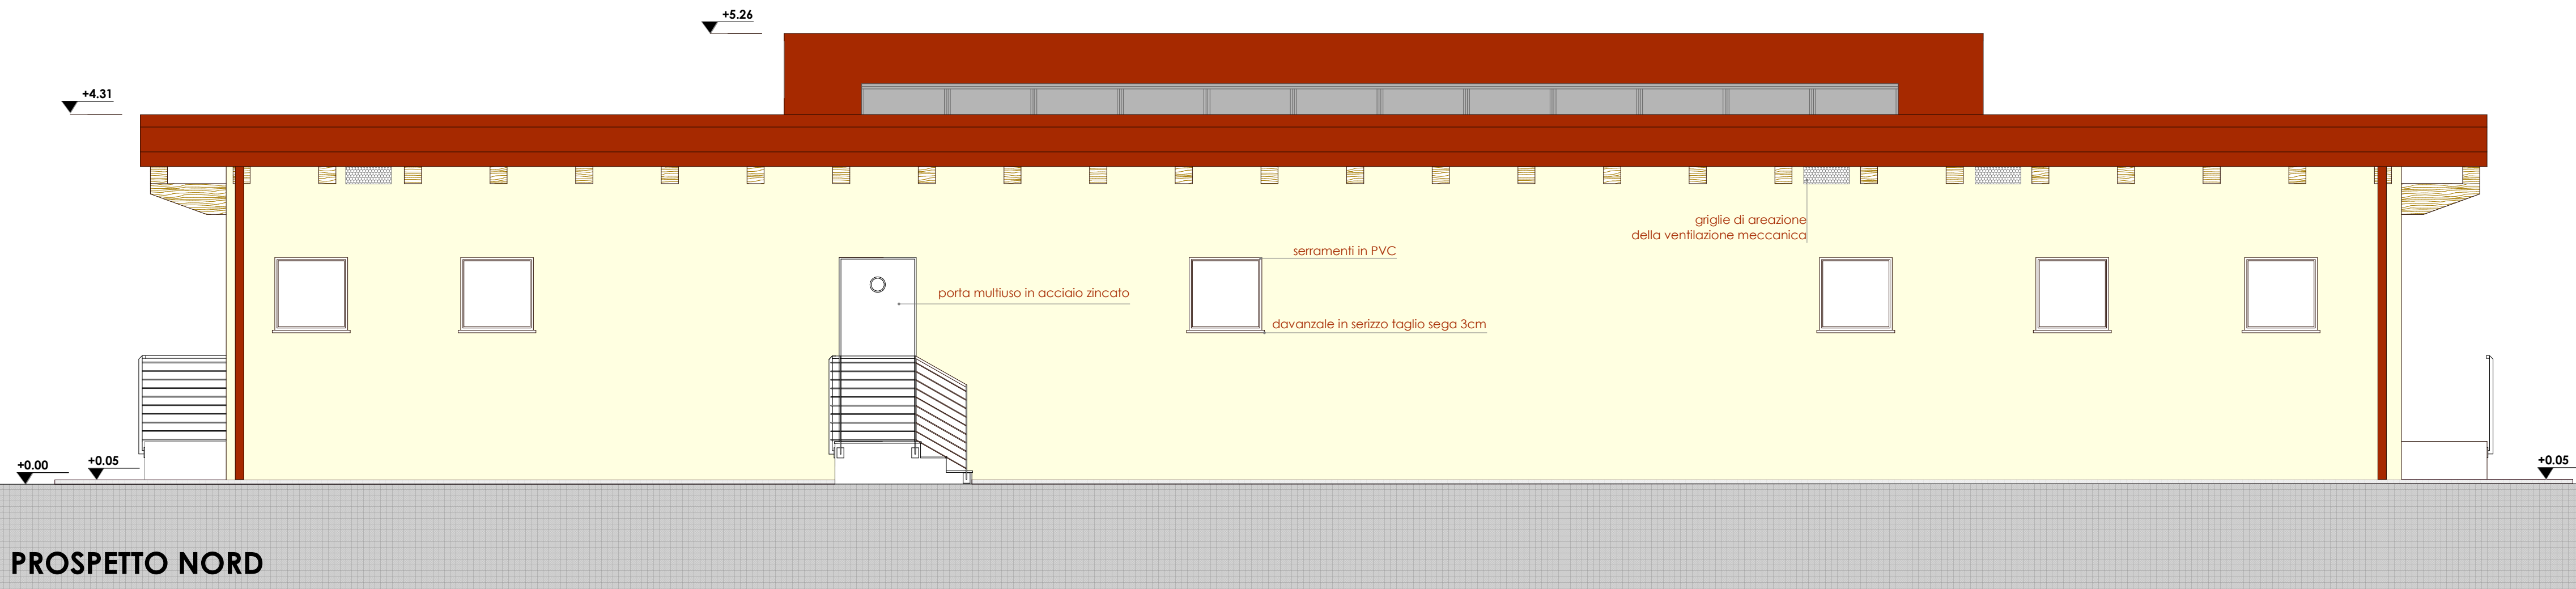 +5.26
+4.31
griglie di areazione
della ventilazione meccanica
serramenti in PVC
porta multiuso in acciaio zincato
davanzale in serizzo taglio sega 3cm
+0.00
+0.05
+0.05
PROSPETTO NORD